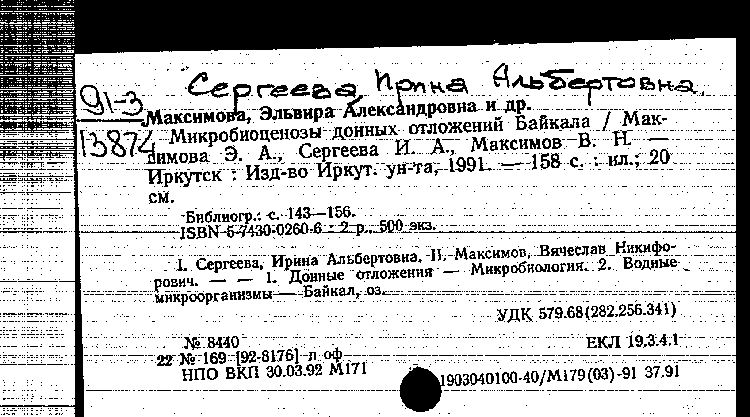 Сергеева Ирина Альбертовна.
91-3
13874
Максимова, Эльвира Александровна и др.
Микробиоценозы донных отложений Байкала / Мак-
симова Э. А., Сергеева И. А., Максимов В. Н. —
Иркутск : Изд-во Иркут. ун-та, 1991. — 158 с. : ил.; 20
см.
Библиогр.: с. 143—156.
ISBN 5-7430-0260-6 : 2 р., 500 экз.
I. Сергеева, Ирина Альбертовна. II. Максимов, Вячеслав Никифо-
рович. — — 1. Донные отложения — Микробиология. 2. Водные
микроорганизмы — Байкал, оз.
УДК 579.68(282.256.341)
№ 8440
ЕКЛ 19.3.4.1
22 № 169 [92-8176] п оф
НПО ВКП 30.03.92 М171
1903040100-40/М179(03)-91 37.91